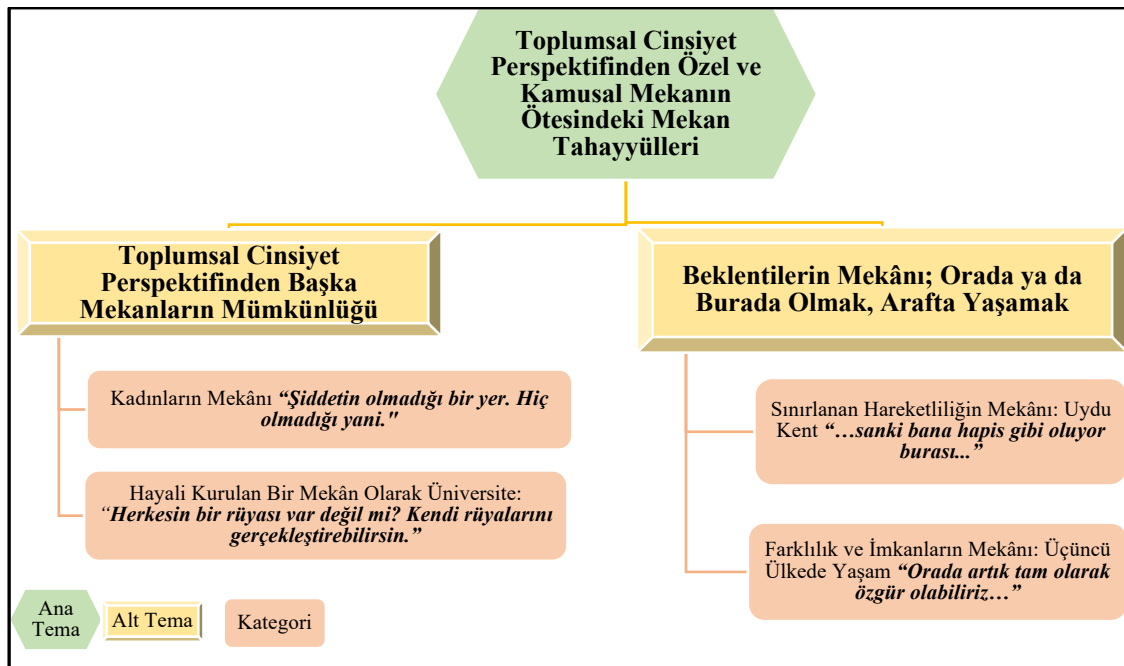 Toplumsal Cinsiyet
Perspektifinden Özel ve
Kamusal Mekanın
Ötesindeki Mekan
Tahayyülleri
Toplumsal Cinsiyet
Perspektifinden Başka
Mekanların Mümkünlüğü
Kadınların Mekânı “Şiddetin olmadığı bir yer. Hiç
olmadığı yani."
Hayali Kurulan Bir Mekân Olarak Üniversite:
“Herkesin bir rüyası var değil mi? Kendi rüyalarını
gerçekleştirebilirsin.”
Beklentilerin Mekânı; Orada ya da
Burada Olmak, Arafta Yaşamak
Sınırlanan Hareketliliğin Mekânı: Uydu
Kent “…sanki bana hapis gibi oluyor
burası...”
Farklılık ve İmkanların Mekânı: Üçüncü
Ülkede Yaşam “Orada artık tam olarak
özgür olabiliriz…”
Ana
Tema
Alt Tema
Kategori